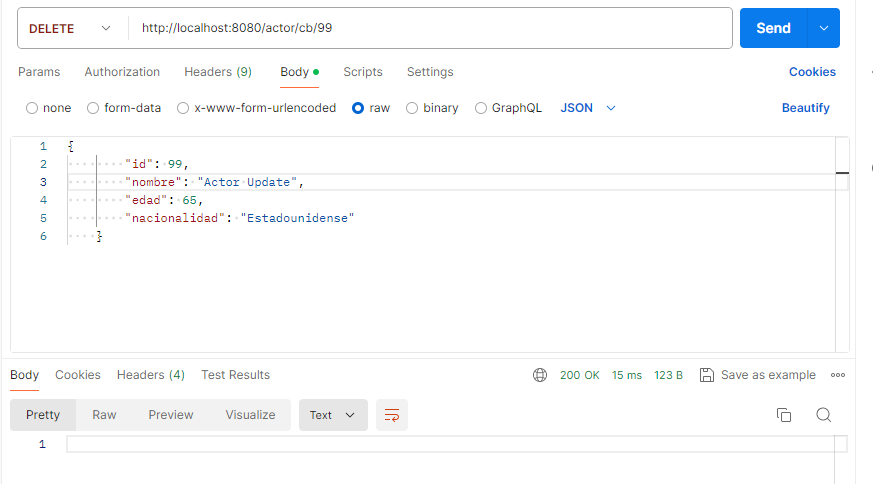 DELETE http://localhost:8080/actor/cb/99 Send
Params Authorization Headers (9) Body Scripts Settings Cookies
none form-data x-www-form-urlencoded raw binary GraphQL JSON Beautify
1 {
2 "id": 99,
3 "nombre": "Actor Update",
4 "edad": 65,
5 "nacionalidad": "Estadounidense"
6 }
Body Cookies Headers (4) Test Results 200 OK 15 ms 123 B Save as example
Pretty Raw Preview Visualize Text
1